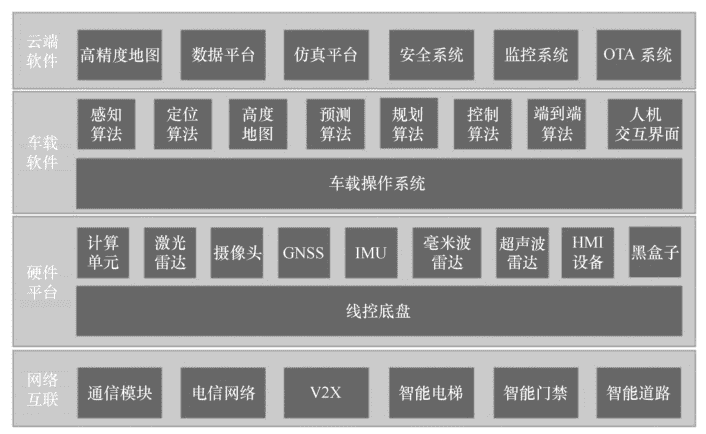 云端
软件
高精度地图
数据平台
仿真平台
安全系统
监控系统
OTA 系统
车载
软件
感知
算法
定位
算法
高度
地图
预测
算法
规划
算法
控制
算法
端到端
算法
人机
交互界面
车载操作系统
硬件
平台
计算
单元
激光
雷达
摄像头
GNSS
IMU
毫米波
雷达
超声波
雷达
HMI
设备
黑盒子
线控底盘
网络
互联
通信模块
电信网络
V2X
智能电梯
智能门禁
智能道路